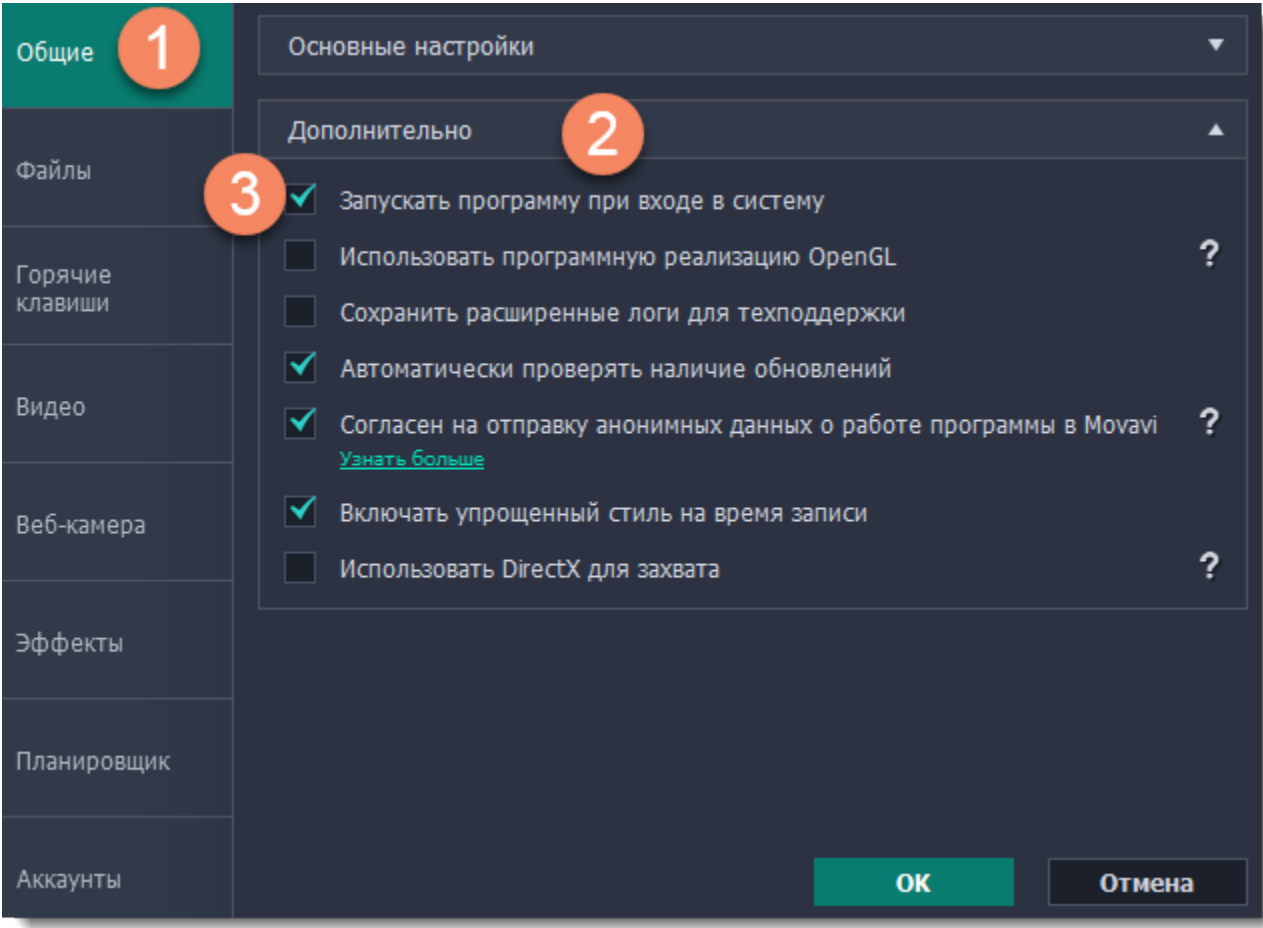 Общие
1
Основные настройки
Дополнительно
2
Файлы
3
Запускать программу при входе в систему
Использовать программную реализацию OpenGL
?
Горячие
клавиши
Сохранить расширенные логи для техподдержки
Автоматически проверять наличие обновлений
Видео
Согласен на отправку анонимных данных о работе программы в Movavi
?
Узнать больше
Веб-камера
Включать упрощенный стиль на время записи
Использовать DirectX для захвата
?
Эффекты
Планировщик
Аккаунты
OK
Отмена